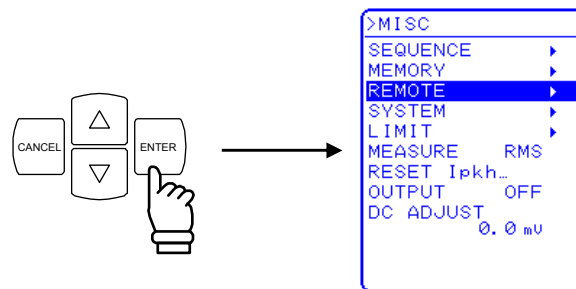 CANCEL
ENTER
>MISC
SEQUENCE
MEMORY
REMOTE
SYSTEM
LIMIT
MEASURE RMS
RESET Ipkh…
OUTPUT OFF
DC ADJUST
0.0 mV